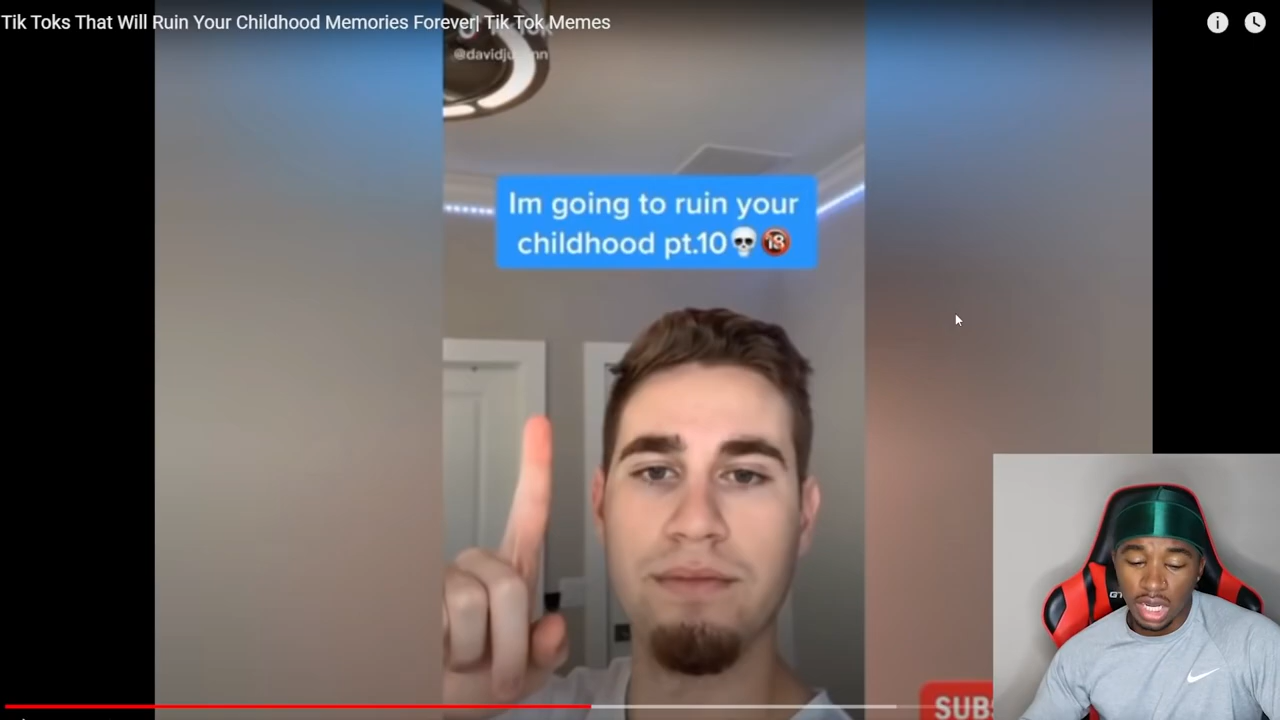 Tik Toks That Will Ruin Your Childhood Memories Forever| Tik Tok Memes
Im going to ruin your
childhood pt.10💀🔞